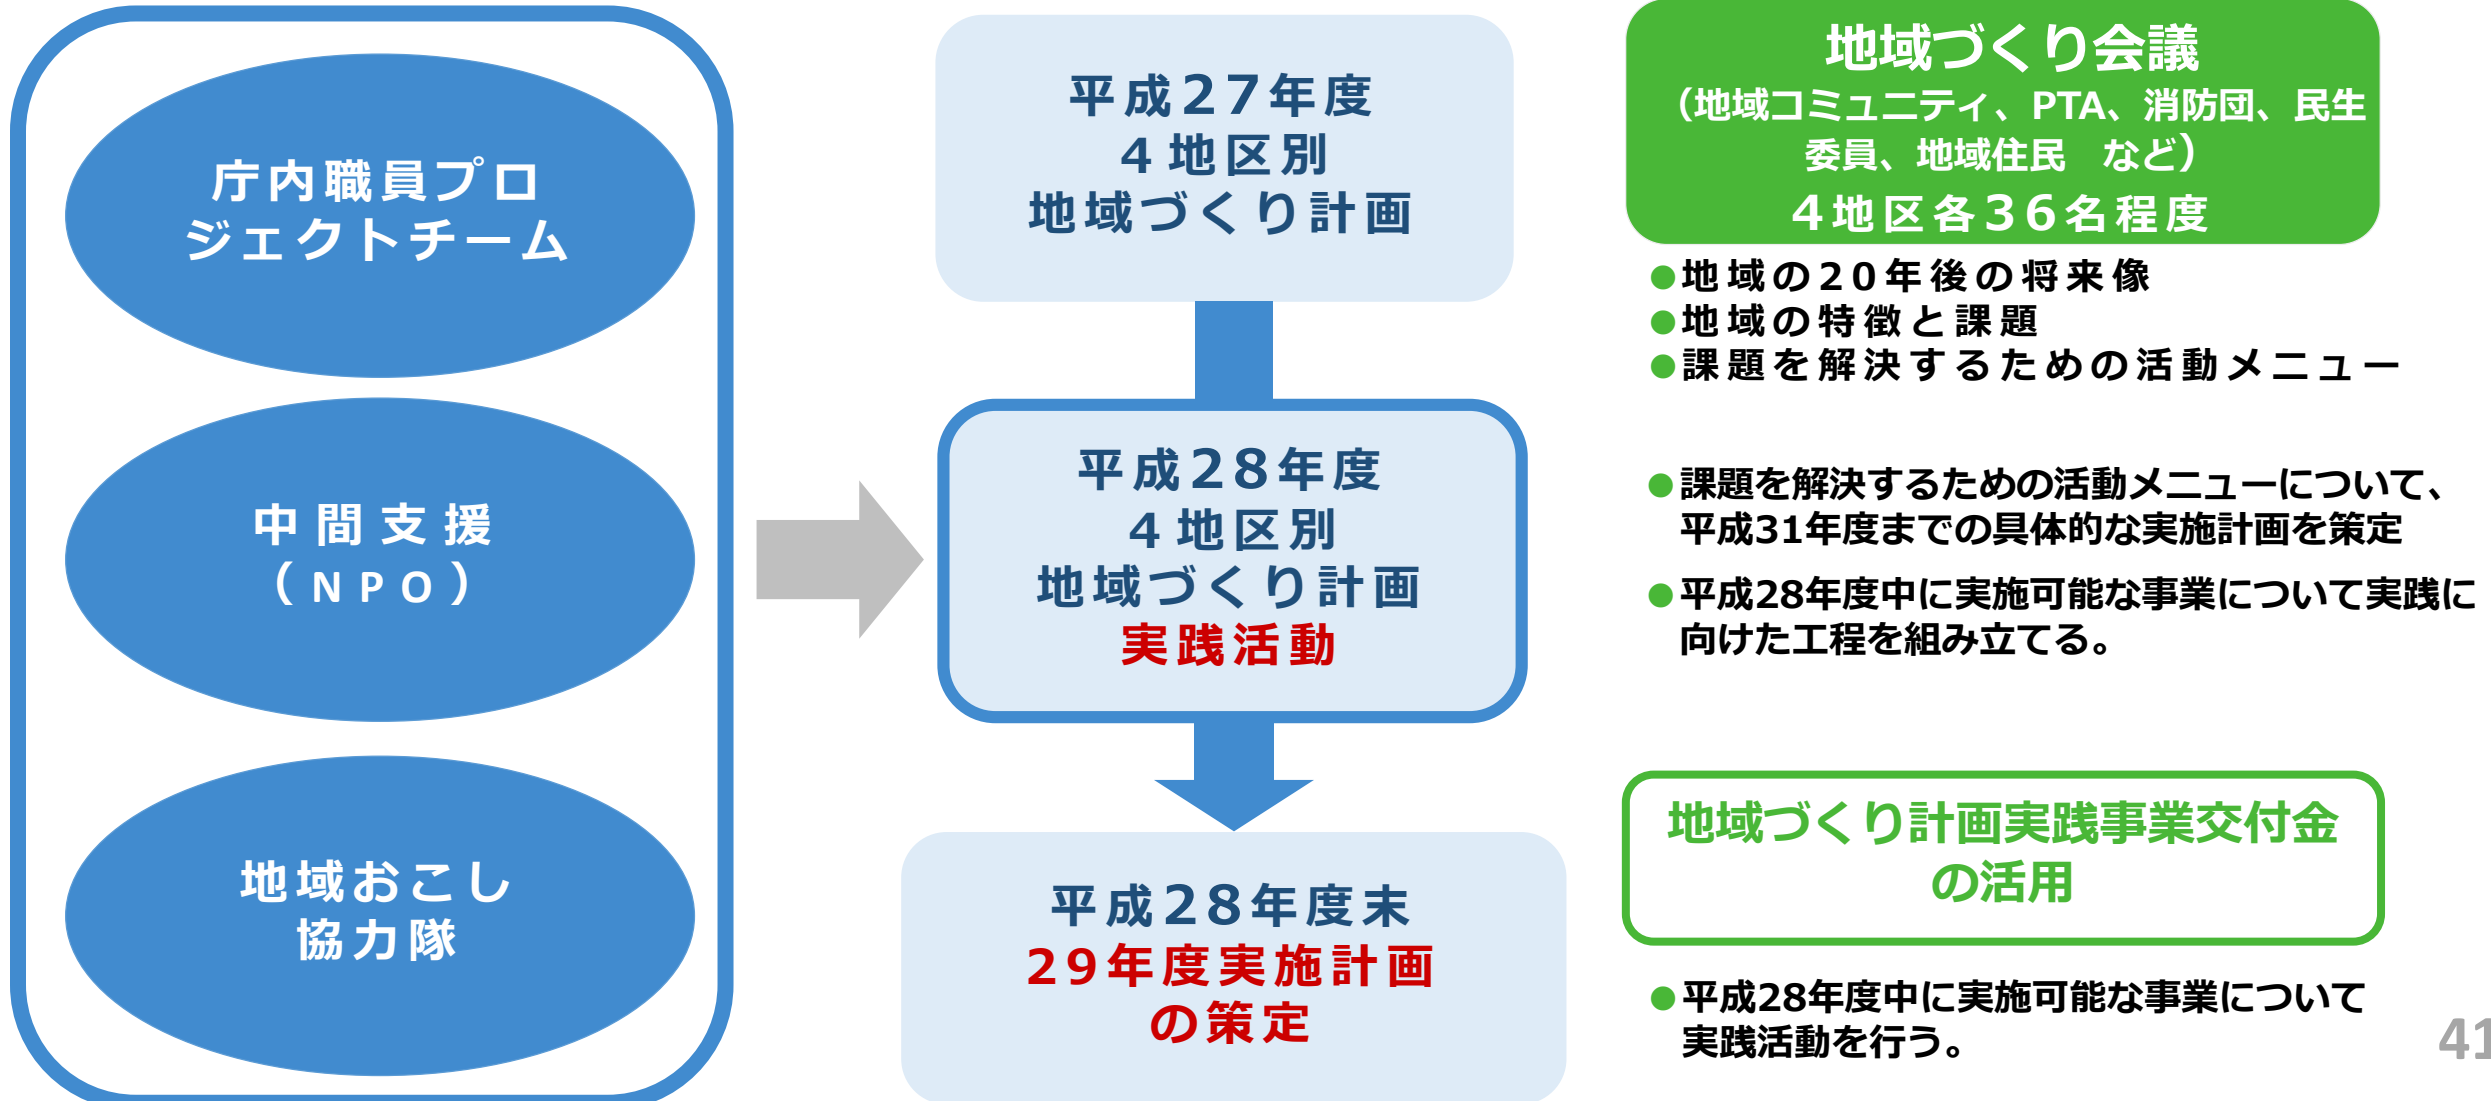 庁内職員プロ
ジェクトチーム
中間支援
（NPO）
地域おこし
協力隊
平成27年度
4地区別
地域づくり計画
平成28年度
4地区別
地域づくり計画
実践活動
平成28年度末
29年度実施計画
の策定
地域づくり会議
（地域コミュニティ、PTA、消防団、民生
委員、地域住民　など）
4地区各36名程度
●地域の20年後の将来像
●地域の特徴と課題
●課題を解決するための活動メニュー
●課題を解決するための活動メニューについて、
平成31年度までの具体的な実施計画を策定
●平成28年度中に実施可能な事業について実践に
向けた工程を組み立てる。
地域づくり計画実践事業交付金
の活用
●平成28年度中に実施可能な事業について
実践活動を行う。
41